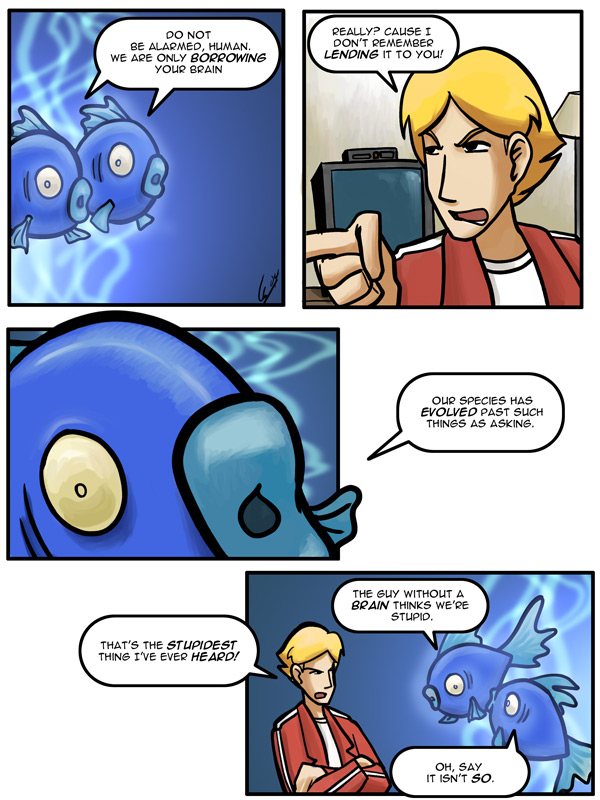 DO NOT
BE ALARMED, HUMAN.
WE ARE ONLY BORROWING
YOUR BRAIN
REALLY? CAUSE I
DON'T REMEMBER
LENDING IT TO YOU!
OUR SPECIES HAS
EVOLVED PAST SUCH
THINGS AS ASKING.
THAT'S THE STUPIDEST
THING I'VE EVER HEARD!
THE GUY WITHOUT A
BRAIN THINKS WE'RE
STUPID.
OH, SAY
IT ISN'T SO.